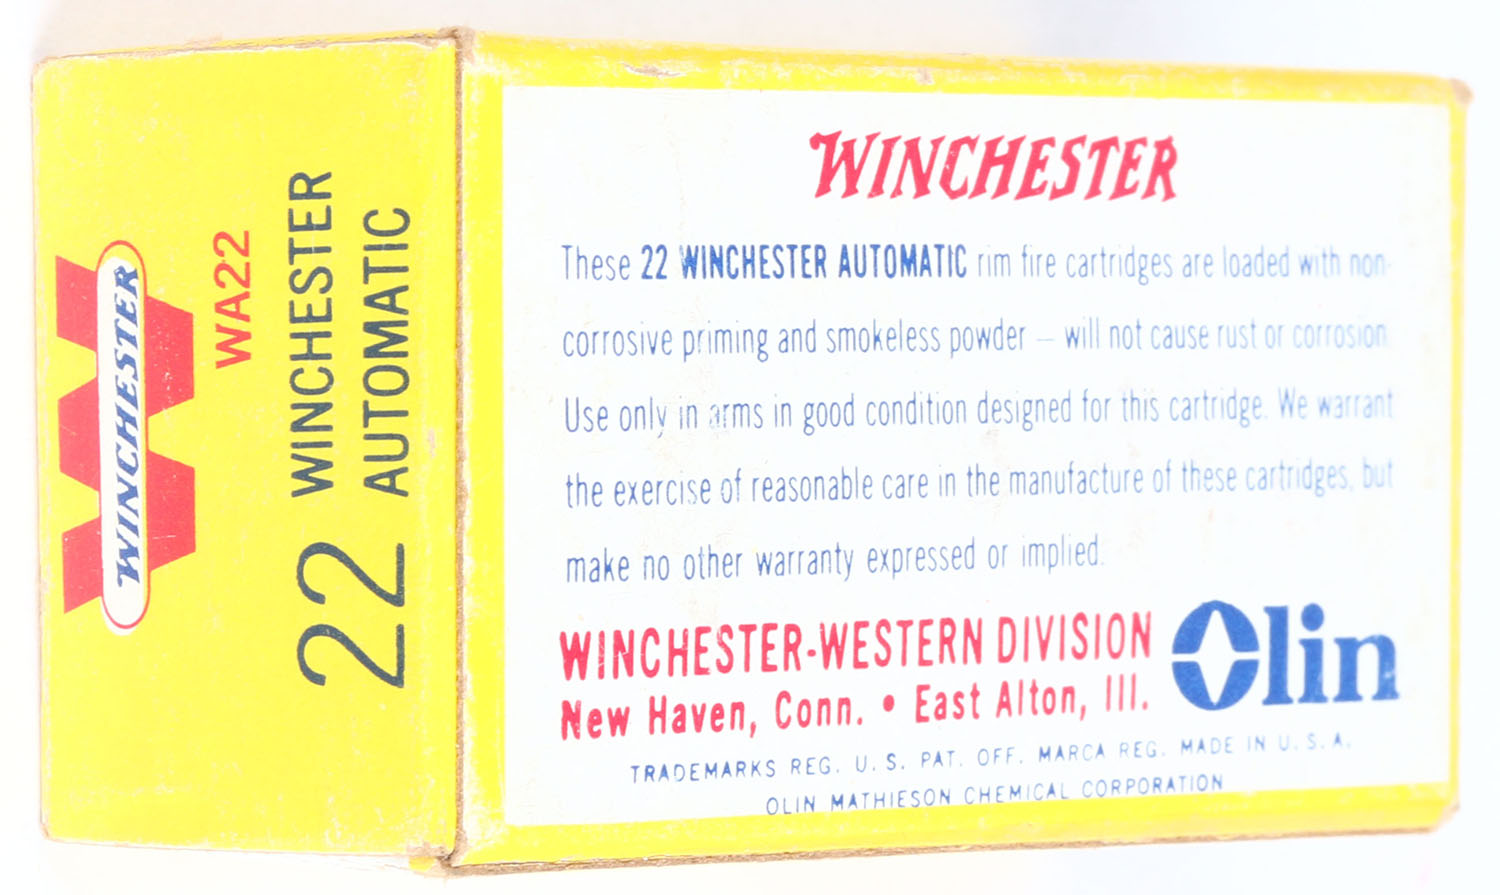 WINCHESTER
WA22
22 WINCHESTER
AUTOMATIC
WINCHESTER
These 22 WINCHESTER AUTOMATIC rim fire cartridges are loaded with non-
corrosive priming and smokeless powder — will not cause rust or corrosion.
Use only in arms in good condition designed for this cartridge. We warrant
the exercise of reasonable care in the manufacture of these cartridges, but
make no other warranty expressed or implied.
WINCHESTER-WESTERN DIVISION
New Haven, Conn. • East Alton, Ill.
Olin
TRADEMARKS REG. U.S. PAT. OFF. MARCA REG. MADE IN U.S.A.
OLIN MATHIESON CHEMICAL CORPORATION